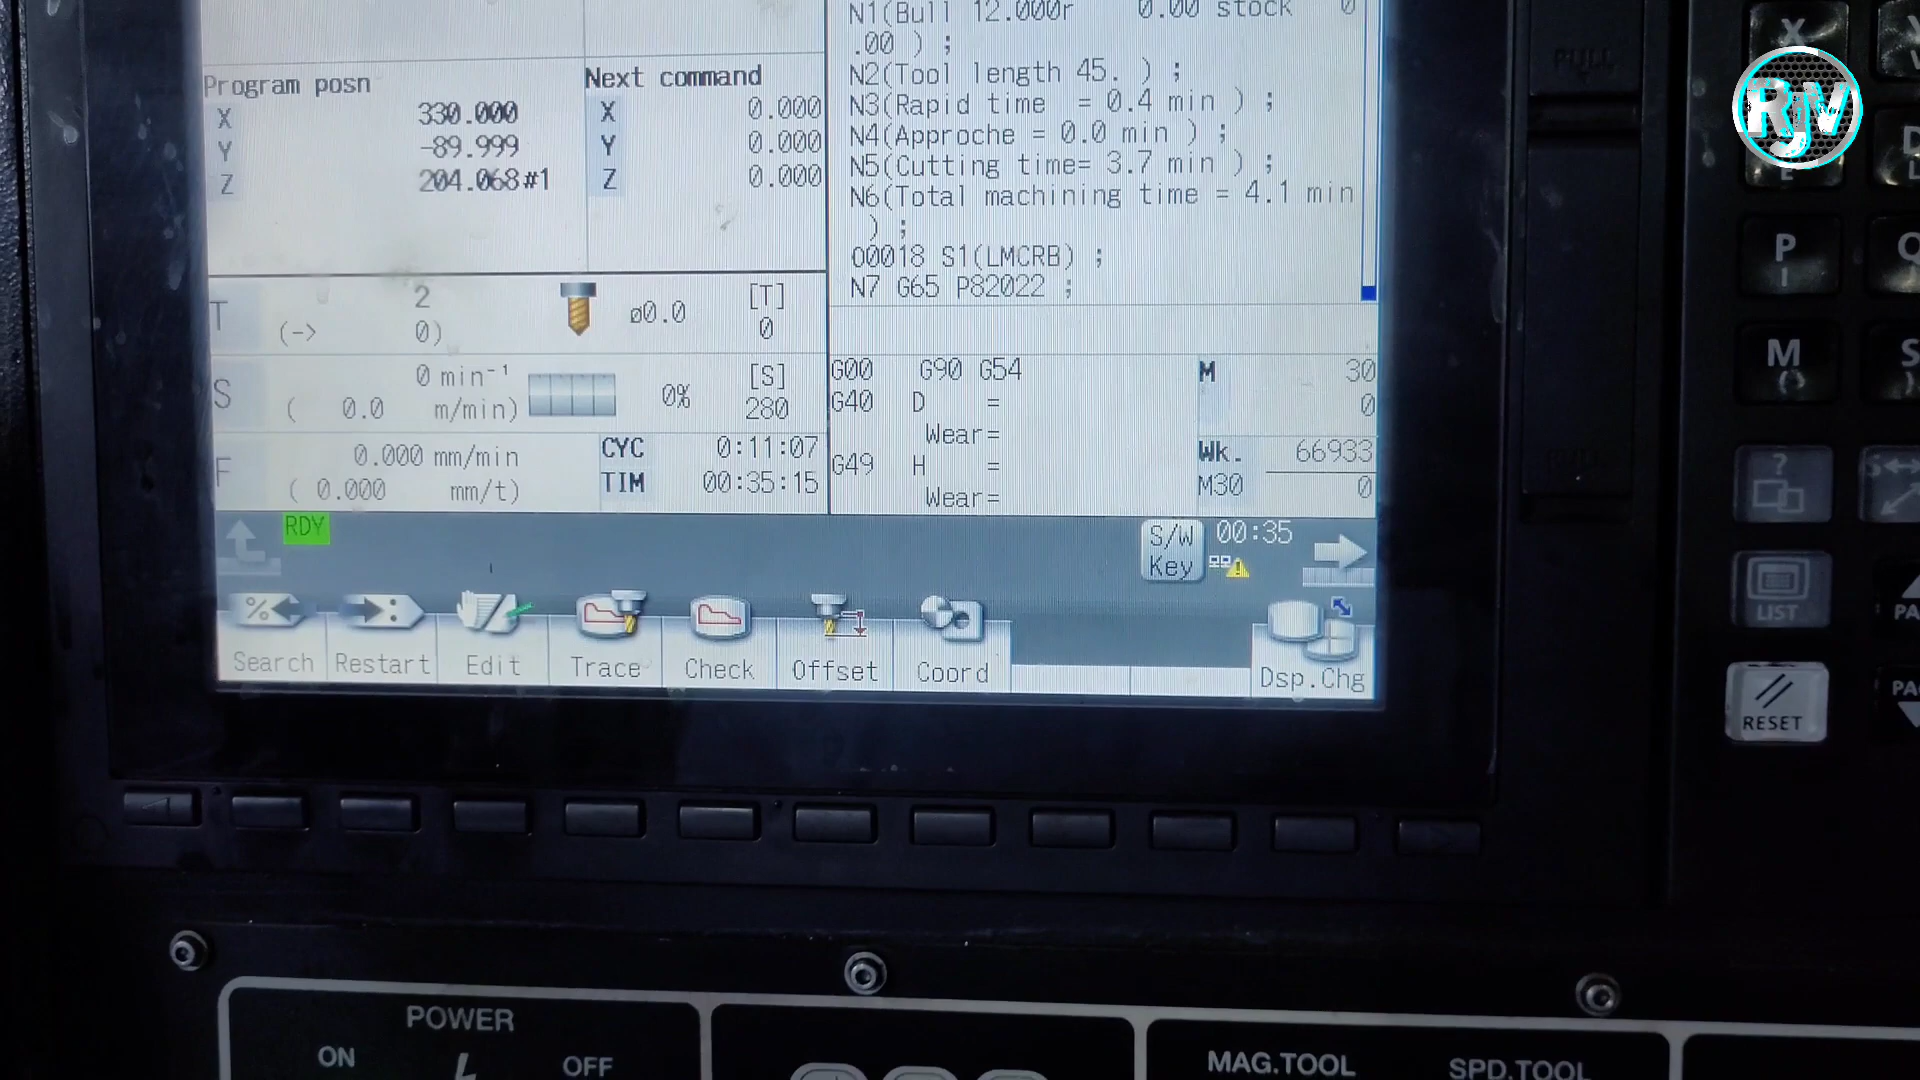 N1(Bull 12.000r 0.00 stock 0
.00 ) ;
N2(Tool length 45. ) ;
N3(Rapid time = 0.4 min ) ;
N4(Approche = 0.0 min ) ;
N5(Cutting time= 3.7 min ) ;
N6(Total machining time = 4.1 min
) ;
O0018 S1(LMCRB) ;
N7 G65 P82022 ;
Program posn
X 330.000
Y -89.999
Z 204.068#1
Next command
X 0.000
Y 0.000
Z 0.000
T 2 ø0.0 [T]
(-> 0) 0
S 0 min⁻¹ 0% [S]
( 0.0 m/min) 280
F 0.000 mm/min
( 0.000 mm/t)
CYC 0:11:07
TIM 00:35:15
G00 G90 G54
G40 D =
Wear=
G49 H =
Wear=
M 30
0
Wk. 66933
M30 0
RDY
S/W
Key
00:35
Search Restart Edit Trace Check Offset Coord Dsp.Chg
RJV
X
E
P
I
Q
M
S
?
LIST
RESET
POWER
ON OFF
MAG.TOOL SPD.TOOL